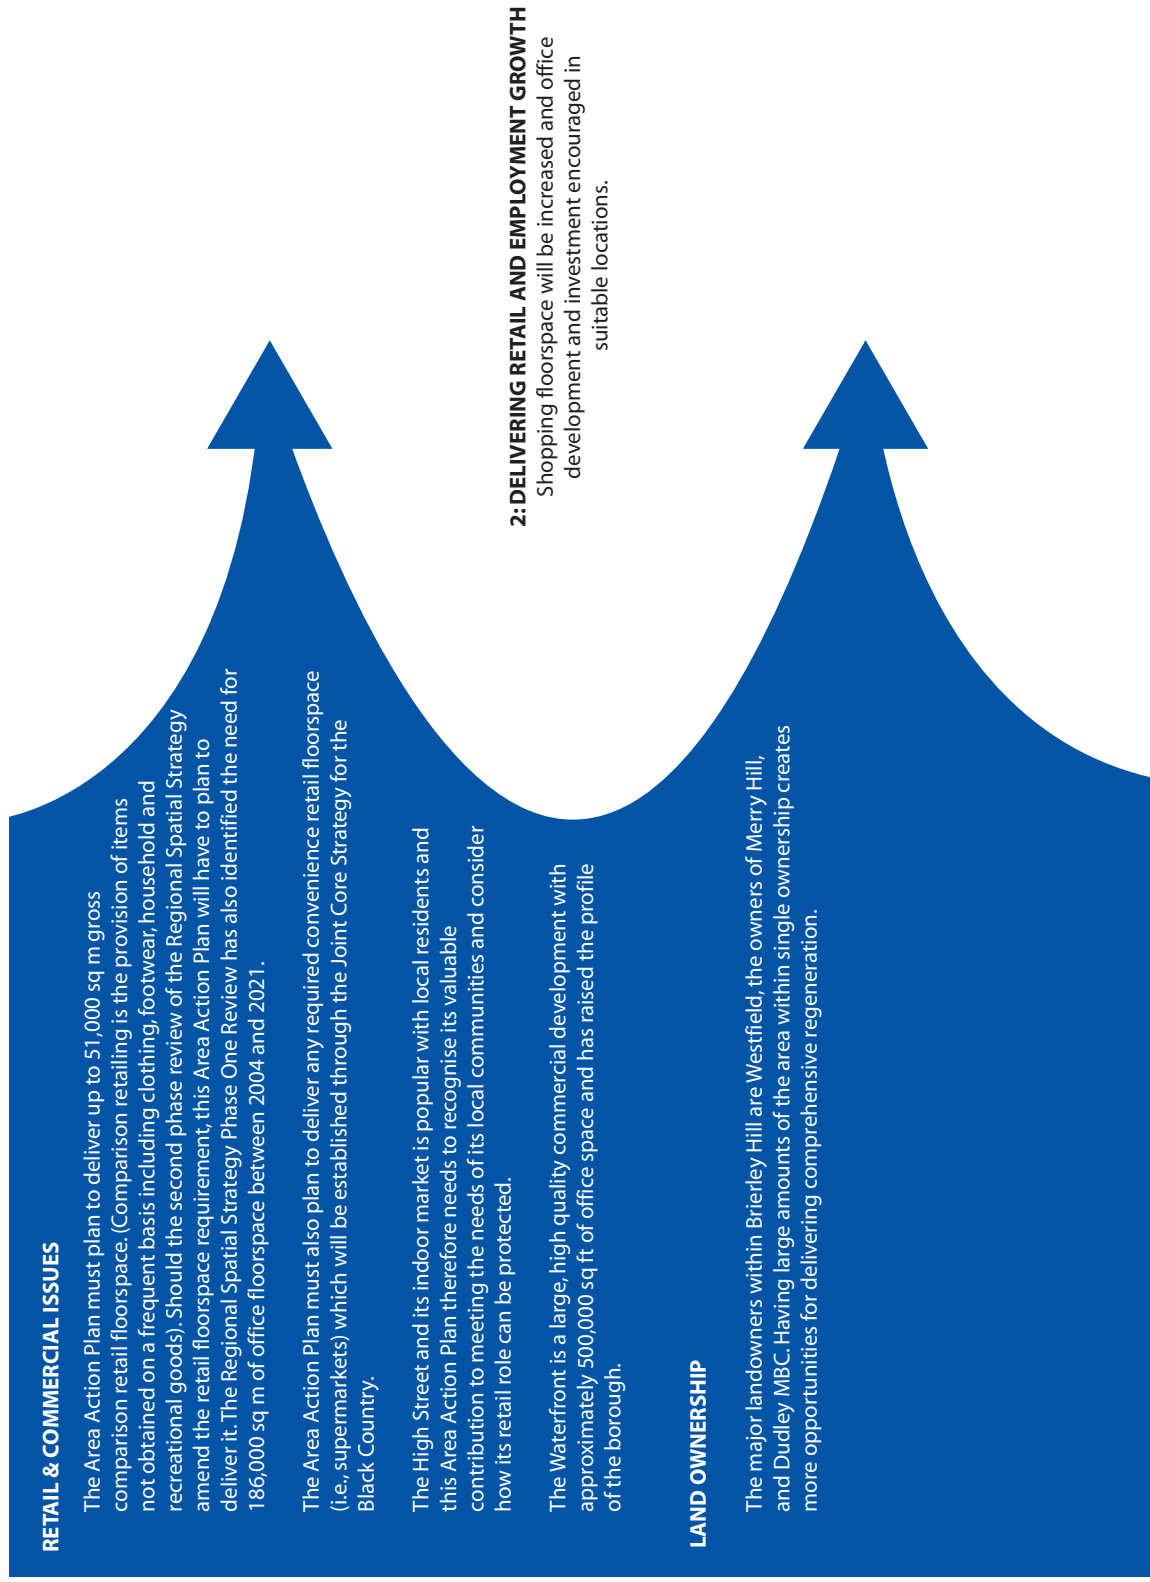 RETAIL & COMMERCIAL ISSUES
The Area Action Plan must plan to deliver up to 51,000 sq m gross
comparison retail floorspace. (Comparison retailing is the provision of items
not obtained on a frequent basis including clothing, footwear, household and
recreational goods). Should the second phase review of the Regional Spatial Strategy
amend the retail floorspace requirement, this Area Action Plan will have to plan to
deliver it. The Regional Spatial Strategy Phase One Review has also identified the need for
186,000 sq m of office floorspace between 2004 and 2021.
The Area Action Plan must also plan to deliver any required convenience retail floorspace
(i.e., supermarkets) which will be established through the Joint Core Strategy for the
Black Country.
The High Street and its indoor market is popular with local residents and
this Area Action Plan therefore needs to recognise its valuable
contribution to meeting the needs of its local communities and consider
how its retail role can be protected.
The Waterfront is a large, high quality commercial development with
approximately 500,000 sq ft of office space and has raised the profile
of the borough.
LAND OWNERSHIP
The major landowners within Brierley Hill are Westfield, the owners of Merry Hill,
and Dudley MBC. Having large amounts of the area within single ownership creates
more opportunities for delivering comprehensive regeneration.
2: DELIVERING RETAIL AND EMPLOYMENT GROWTH
Shopping floorspace will be increased and office
development and investment encouraged in
suitable locations.